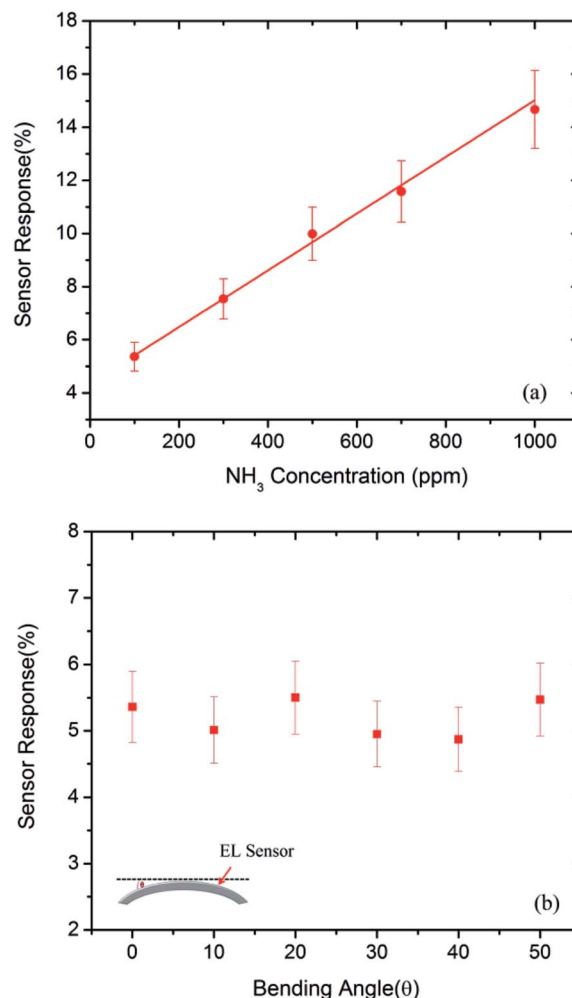 18
16
14
12
10
8
6
4
Sensor Response(%)
0 200 400 600 800 1000
NH3 Concentration (ppm)
(a)
8
7
6
5
4
3
2
Sensor Response(%)
EL Sensor
θ
(b)
0 10 20 30 40 50
Bending Angle(θ)